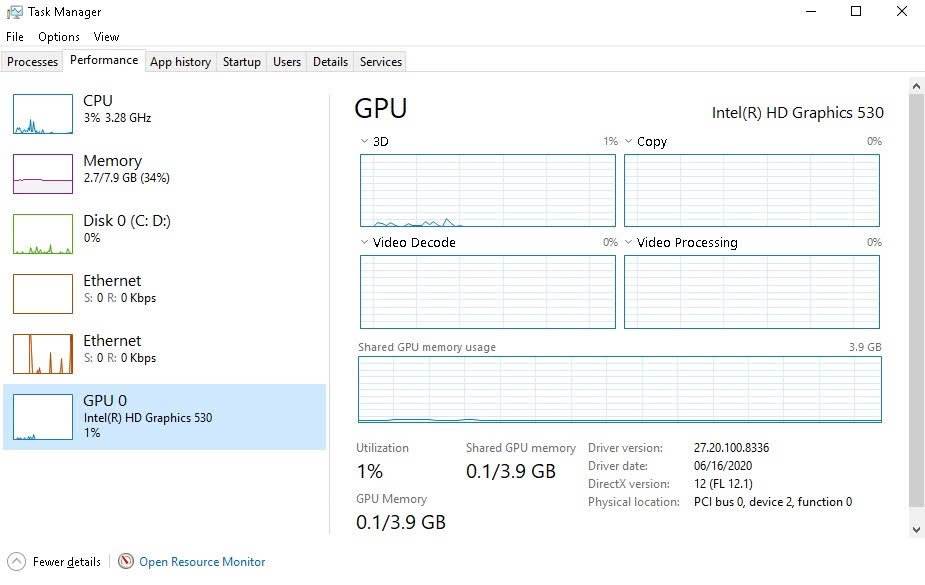 Task Manager
File Options View
Processes Performance App history Startup Users Details Services
CPU
3% 3.28 GHz
Memory
2.7/7.9 GB (34%)
Disk 0 (C: D:)
0%
Ethernet
S: 0 R: 0 Kbps
Ethernet
S: 0 R: 0 Kbps
GPU 0
Intel(R) HD Graphics 530
1%
GPU
Intel(R) HD Graphics 530
3D 1% Copy 0%
Video Decode 0% Video Processing 0%
Shared GPU memory usage 3.9 GB
Utilization
1%
Shared GPU memory
0.1/3.9 GB
GPU Memory
0.1/3.9 GB
Driver version: 27.20.100.8336
Driver date: 06/16/2020
DirectX version: 12 (FL 12.1)
Physical location: PCI bus 0, device 2, function 0
Fewer details Open Resource Monitor